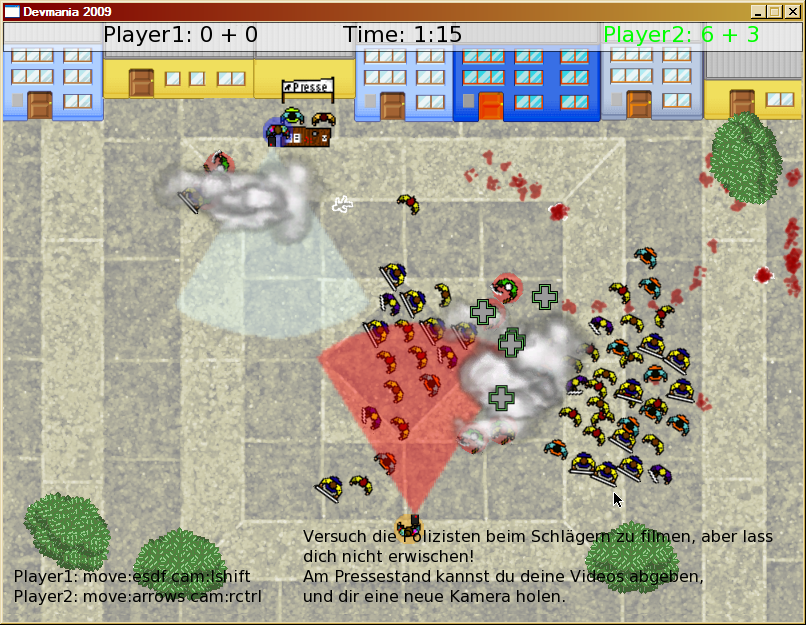 Devmania 2009
Player1: 0 + 0 Time: 1:15 Player2: 6 + 3
Presse
Versuch die Polizisten beim Schlägern zu filmen, aber lass
dich nicht erwischen!
Am Pressestand kannst du deine Videos abgeben,
und dir eine neue Kamera holen.
Player1: move:esdf cam:lshift
Player2: move:arrows cam:rctrl